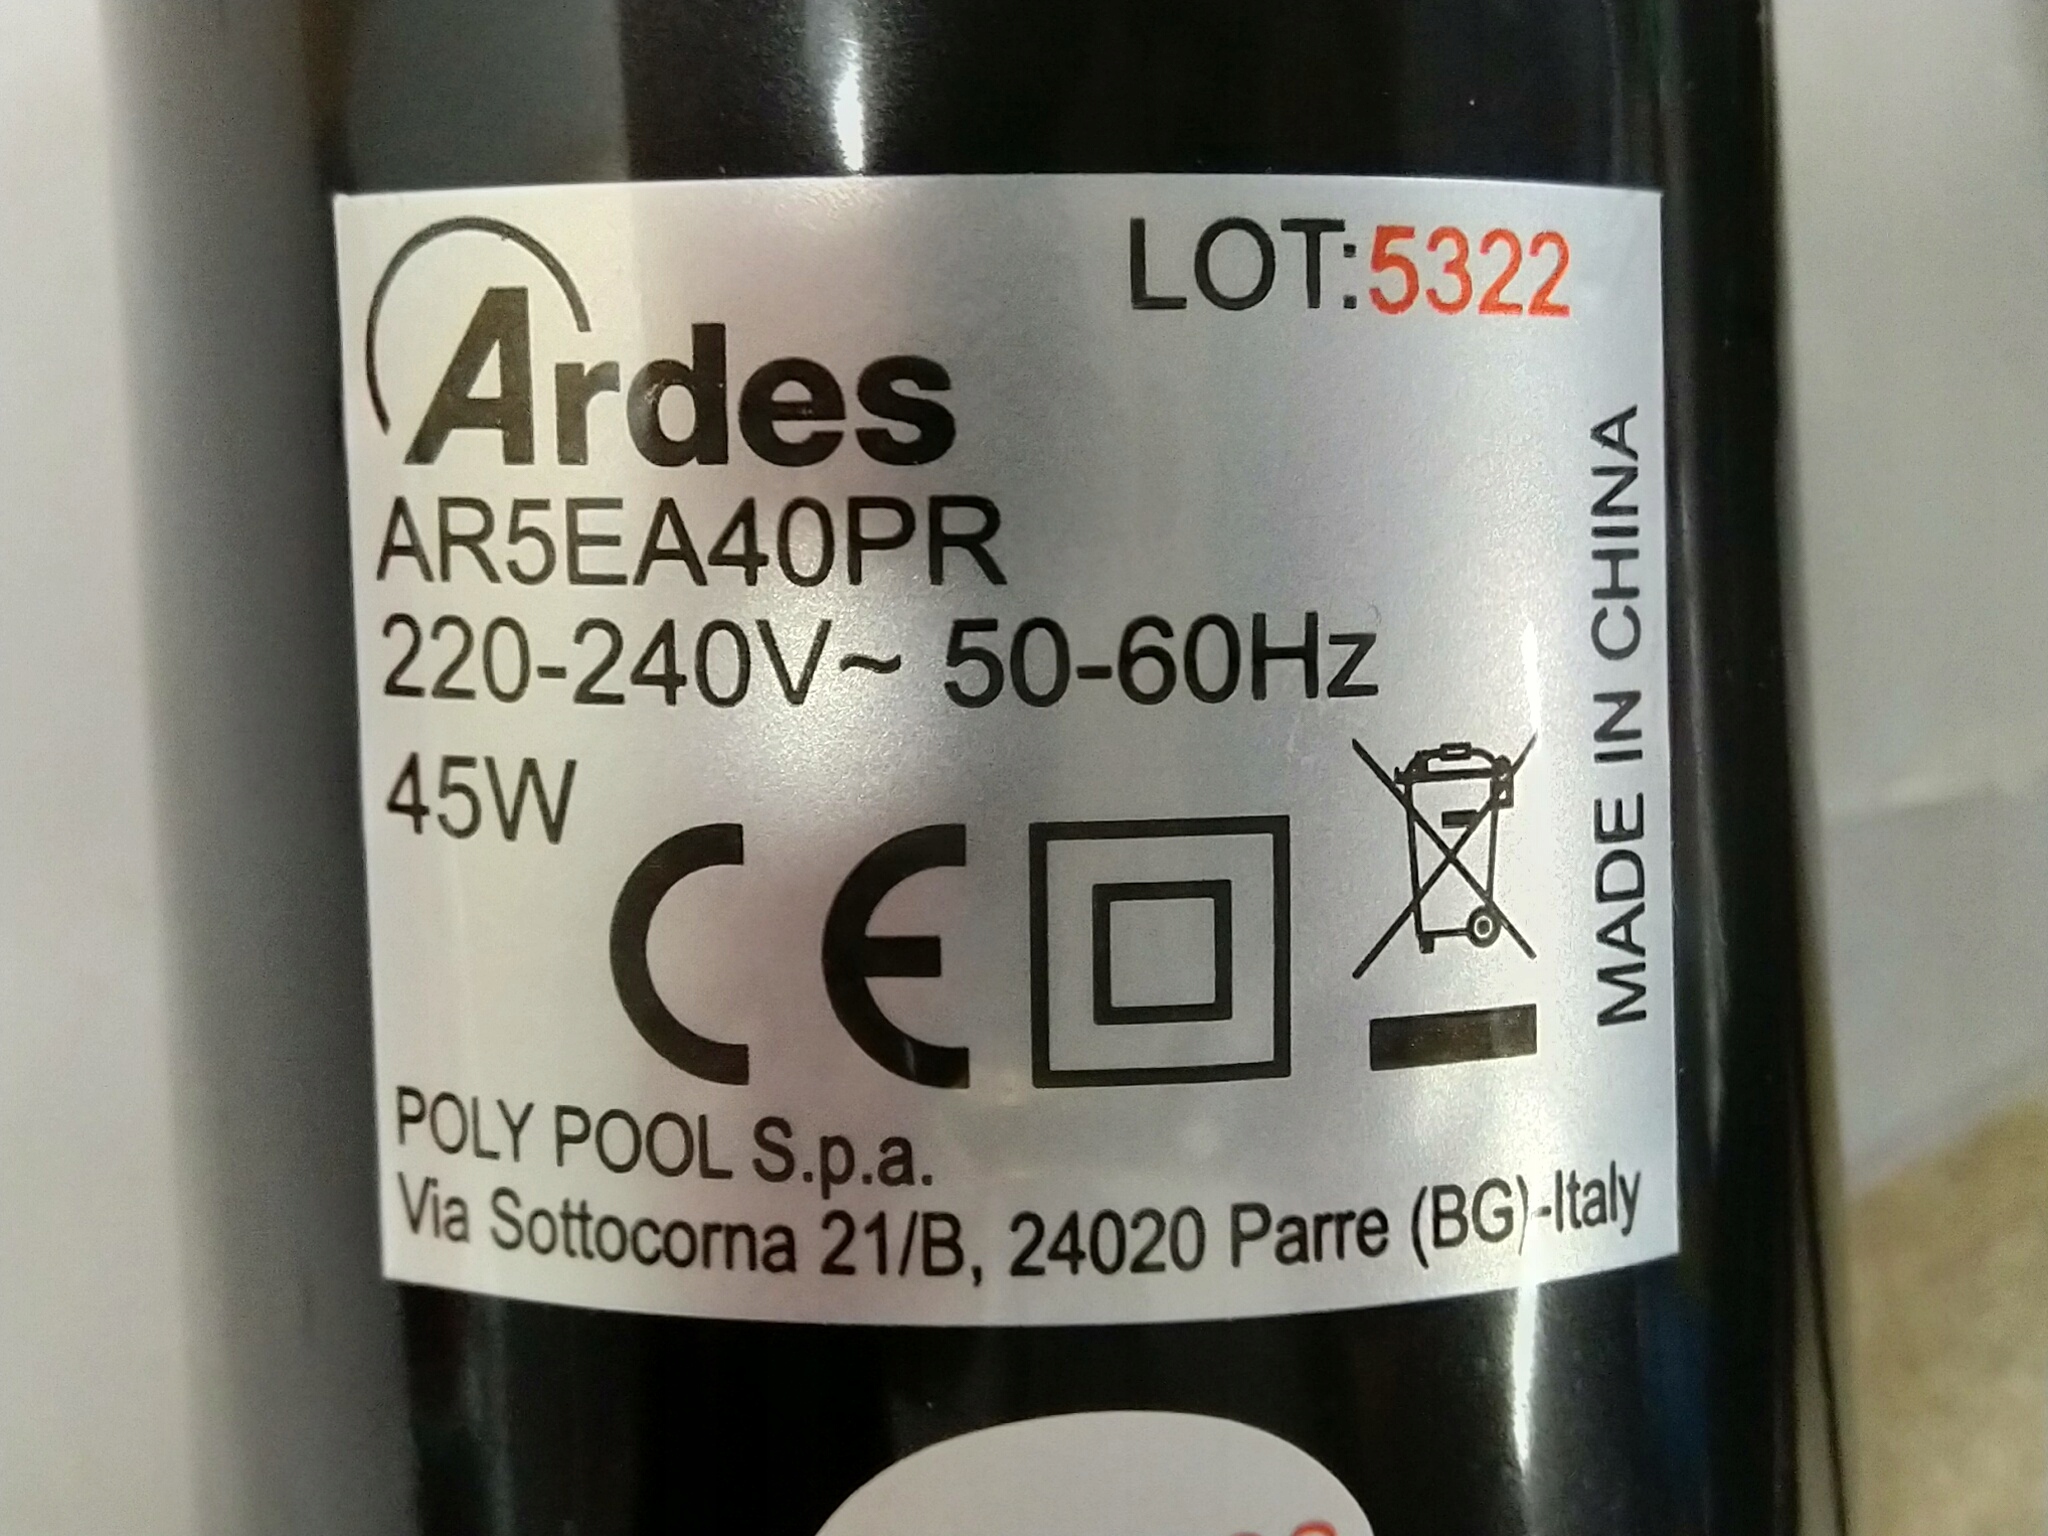 Ardes
LOT:5322
AR5EA40PR
220-240V~ 50-60Hz
45W
CE
MADE IN CHINA
POLY POOL S.p.a.
Via Sottocorna 21/B, 24020 Parre (BG)-Italy